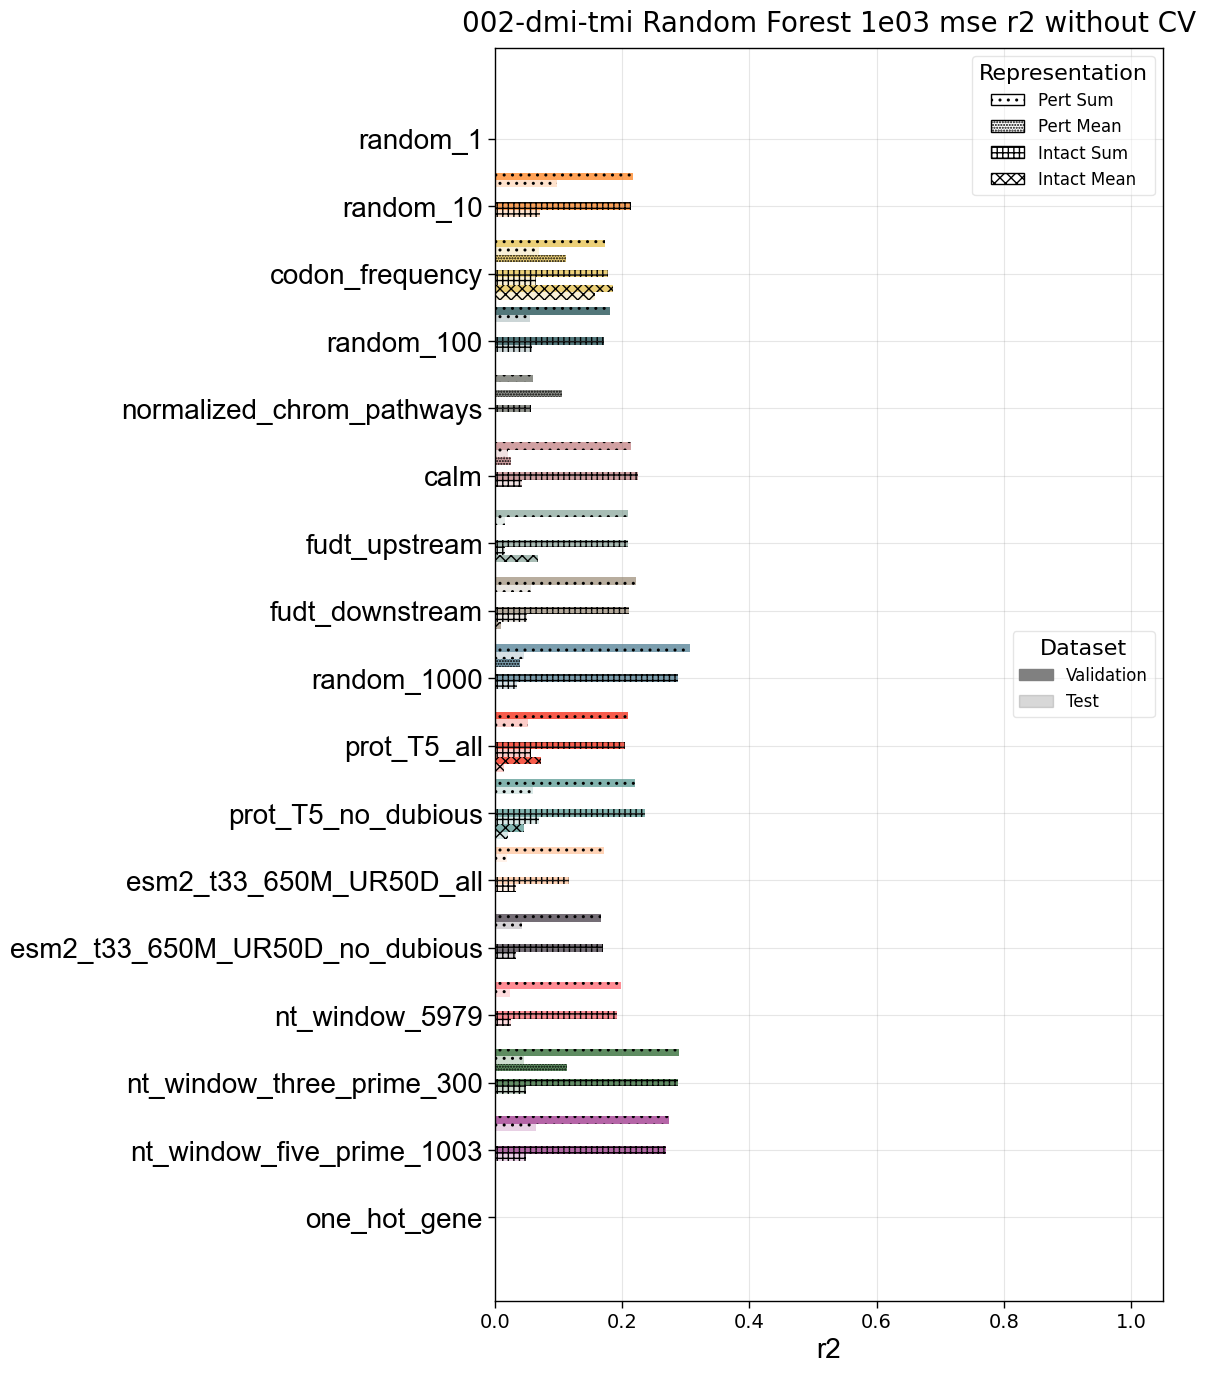 002-dmi-tmi Random Forest 1e03 mse r2 without CV
Representation
Pert Sum
Pert Mean
Intact Sum
Intact Mean
random_1
random_10
codon_frequency
random_100
normalized_chrom_pathways
calm
fudt_upstream
fudt_downstream
random_1000
prot_T5_all
prot_T5_no_dubious
esm2_t33_650M_UR50D_all
esm2_t33_650M_UR50D_no_dubious
nt_window_5979
nt_window_three_prime_300
nt_window_five_prime_1003
one_hot_gene
Dataset
Validation
Test
0.0 0.2 0.4 0.6 0.8 1.0
r2